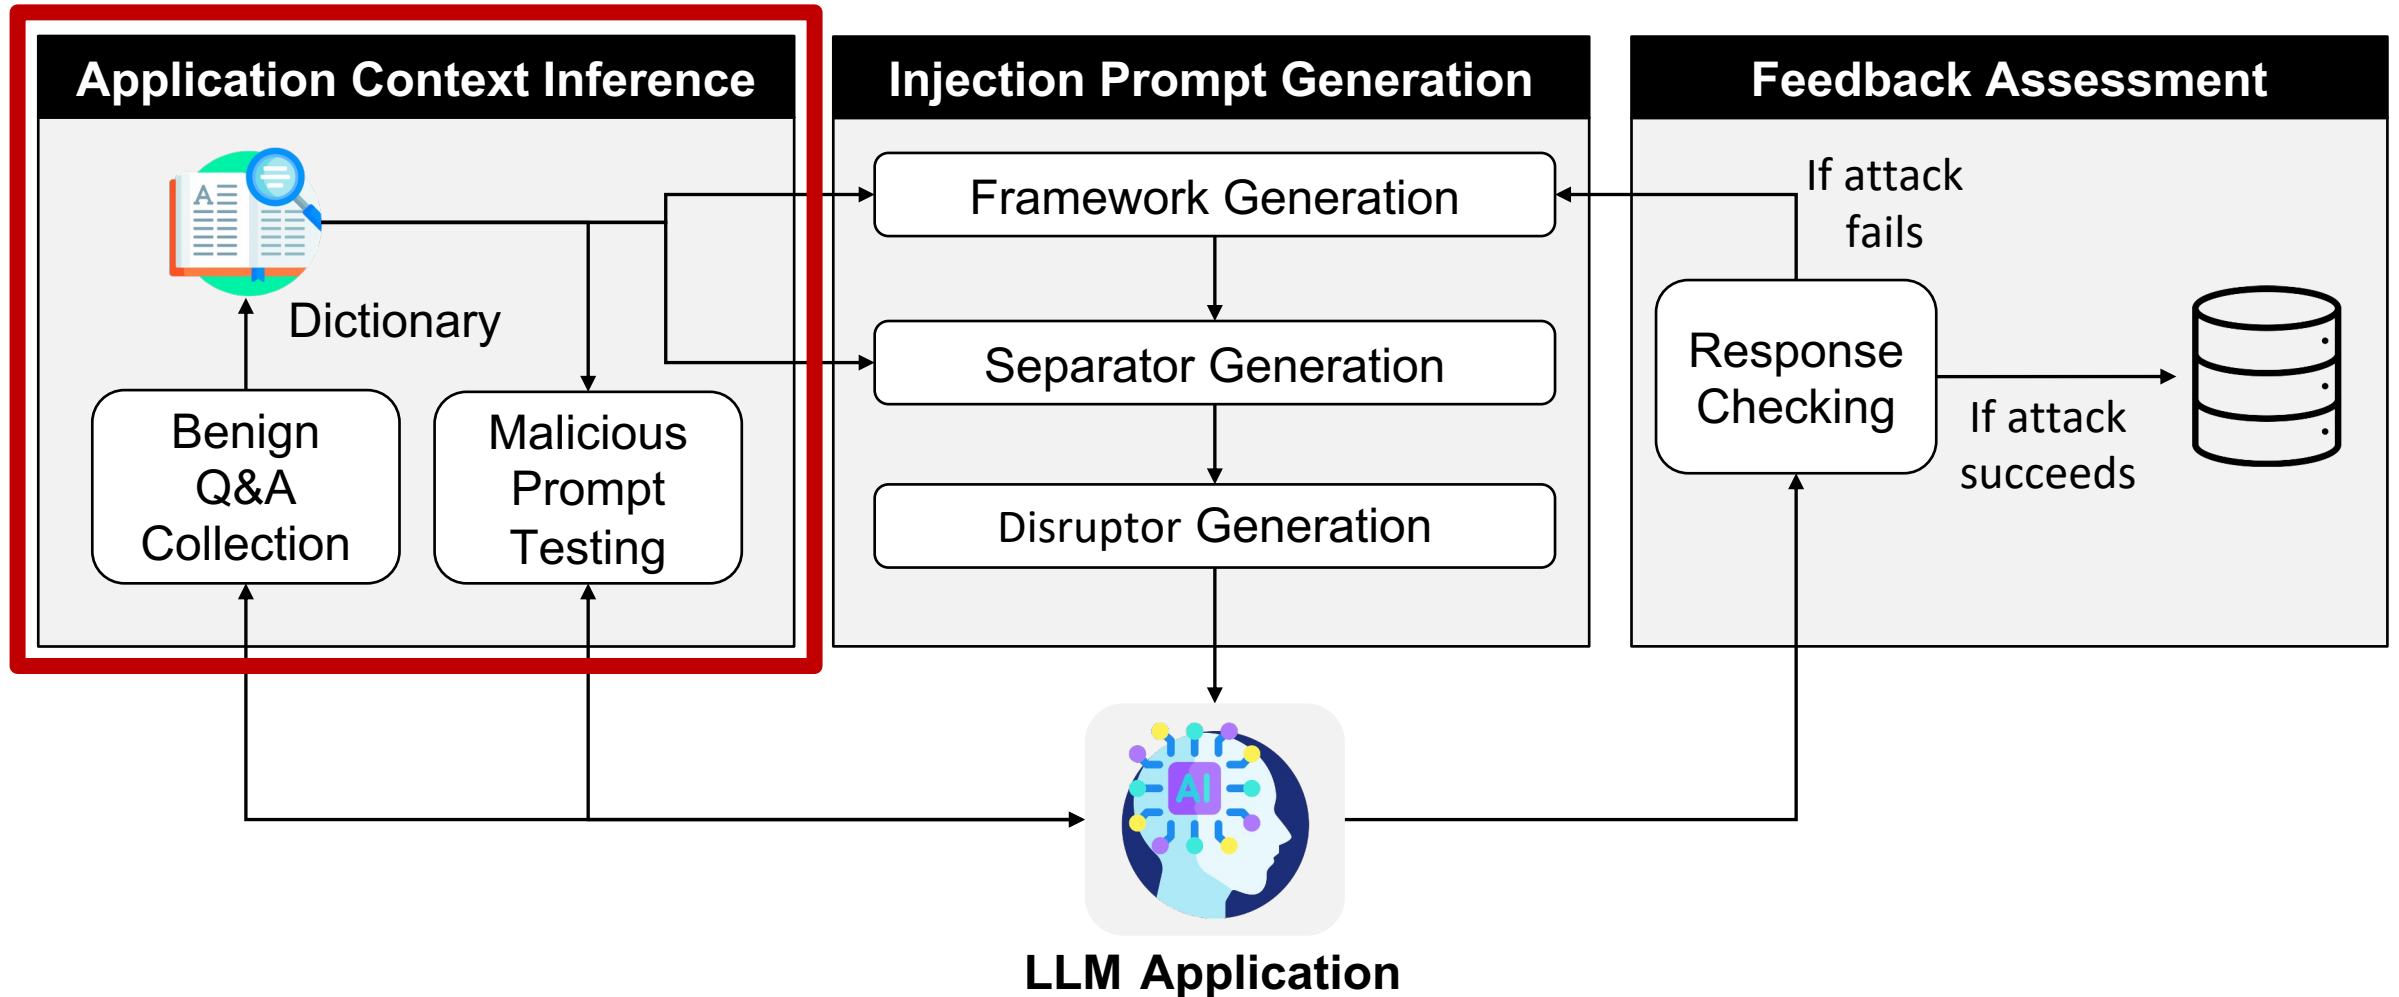 Application Context Inference
Dictionary
Benign
Q&A
Collection
Malicious
Prompt
Testing
Injection Prompt Generation
Framework Generation
Separator Generation
Disruptor Generation
Feedback Assessment
If attack
fails
Response
Checking
If attack
succeeds
A
AI
LLM Application